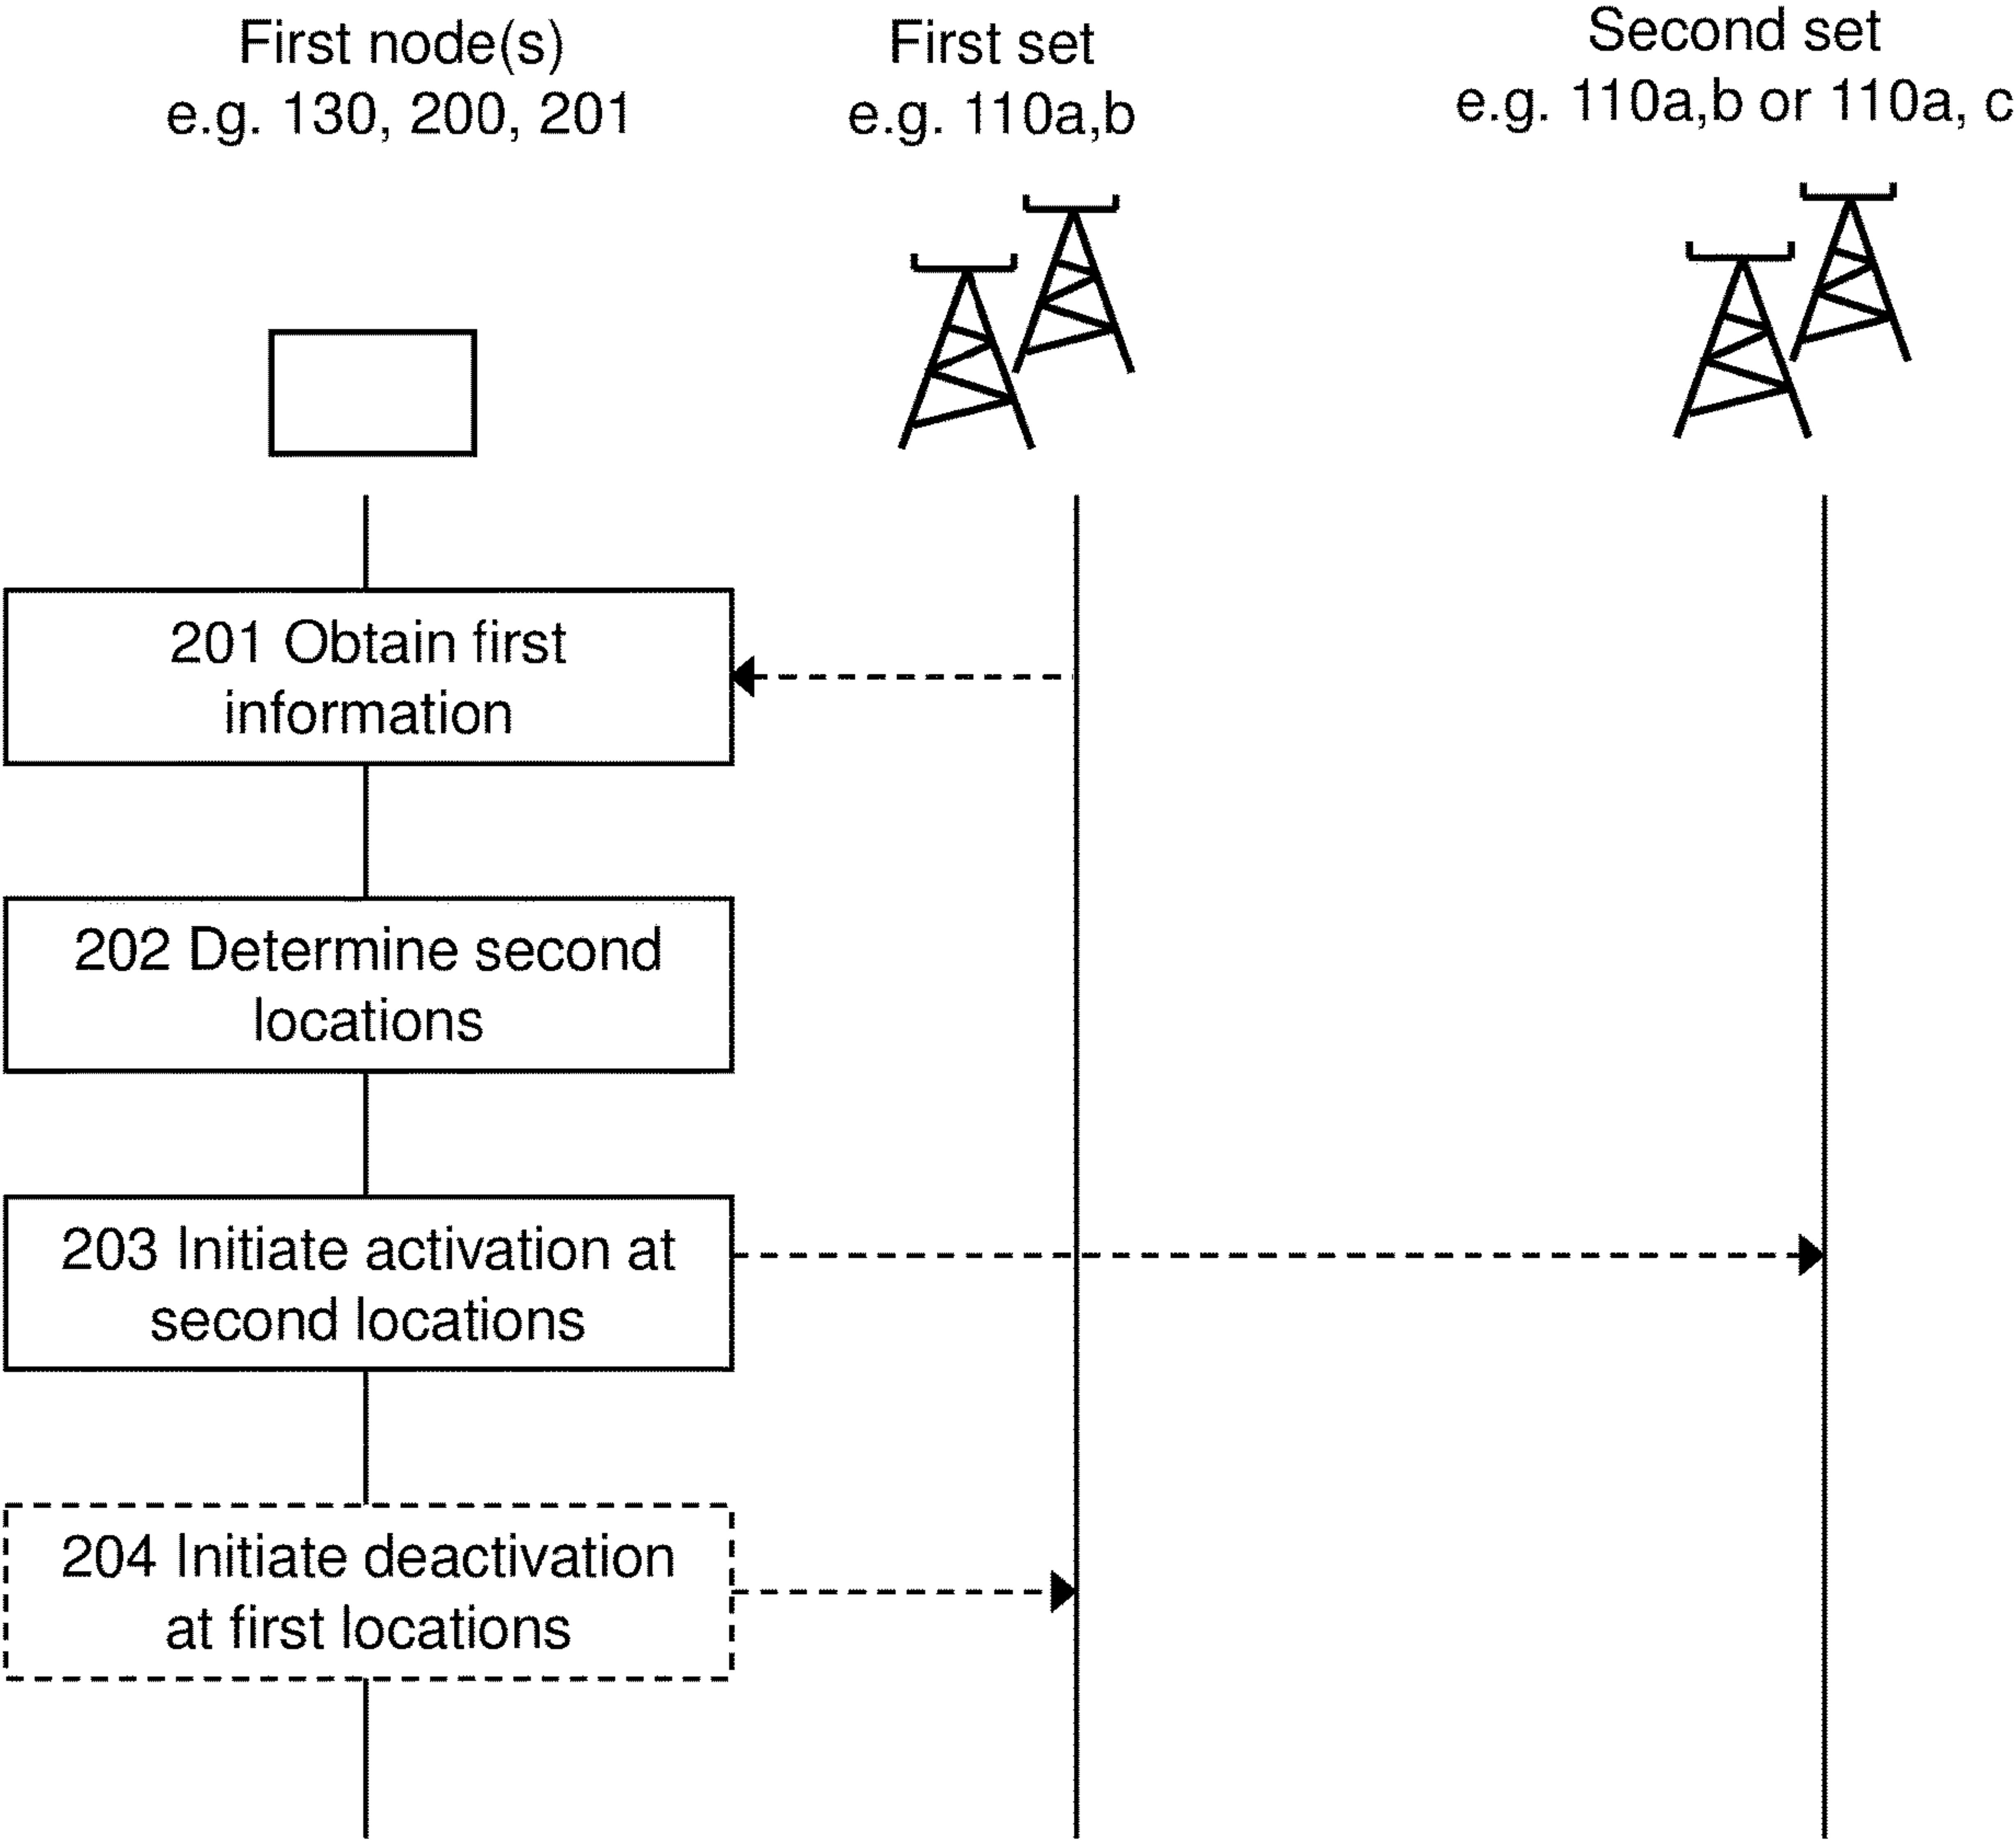 First node(s)
e.g. 130, 200, 201
First set
e.g. 110a,b
Second set
e.g. 110a,b or 110a, c
201 Obtain first
information
202 Determine second
locations
203 Initiate activation at
second locations
204 Initiate deactivation
at first locations